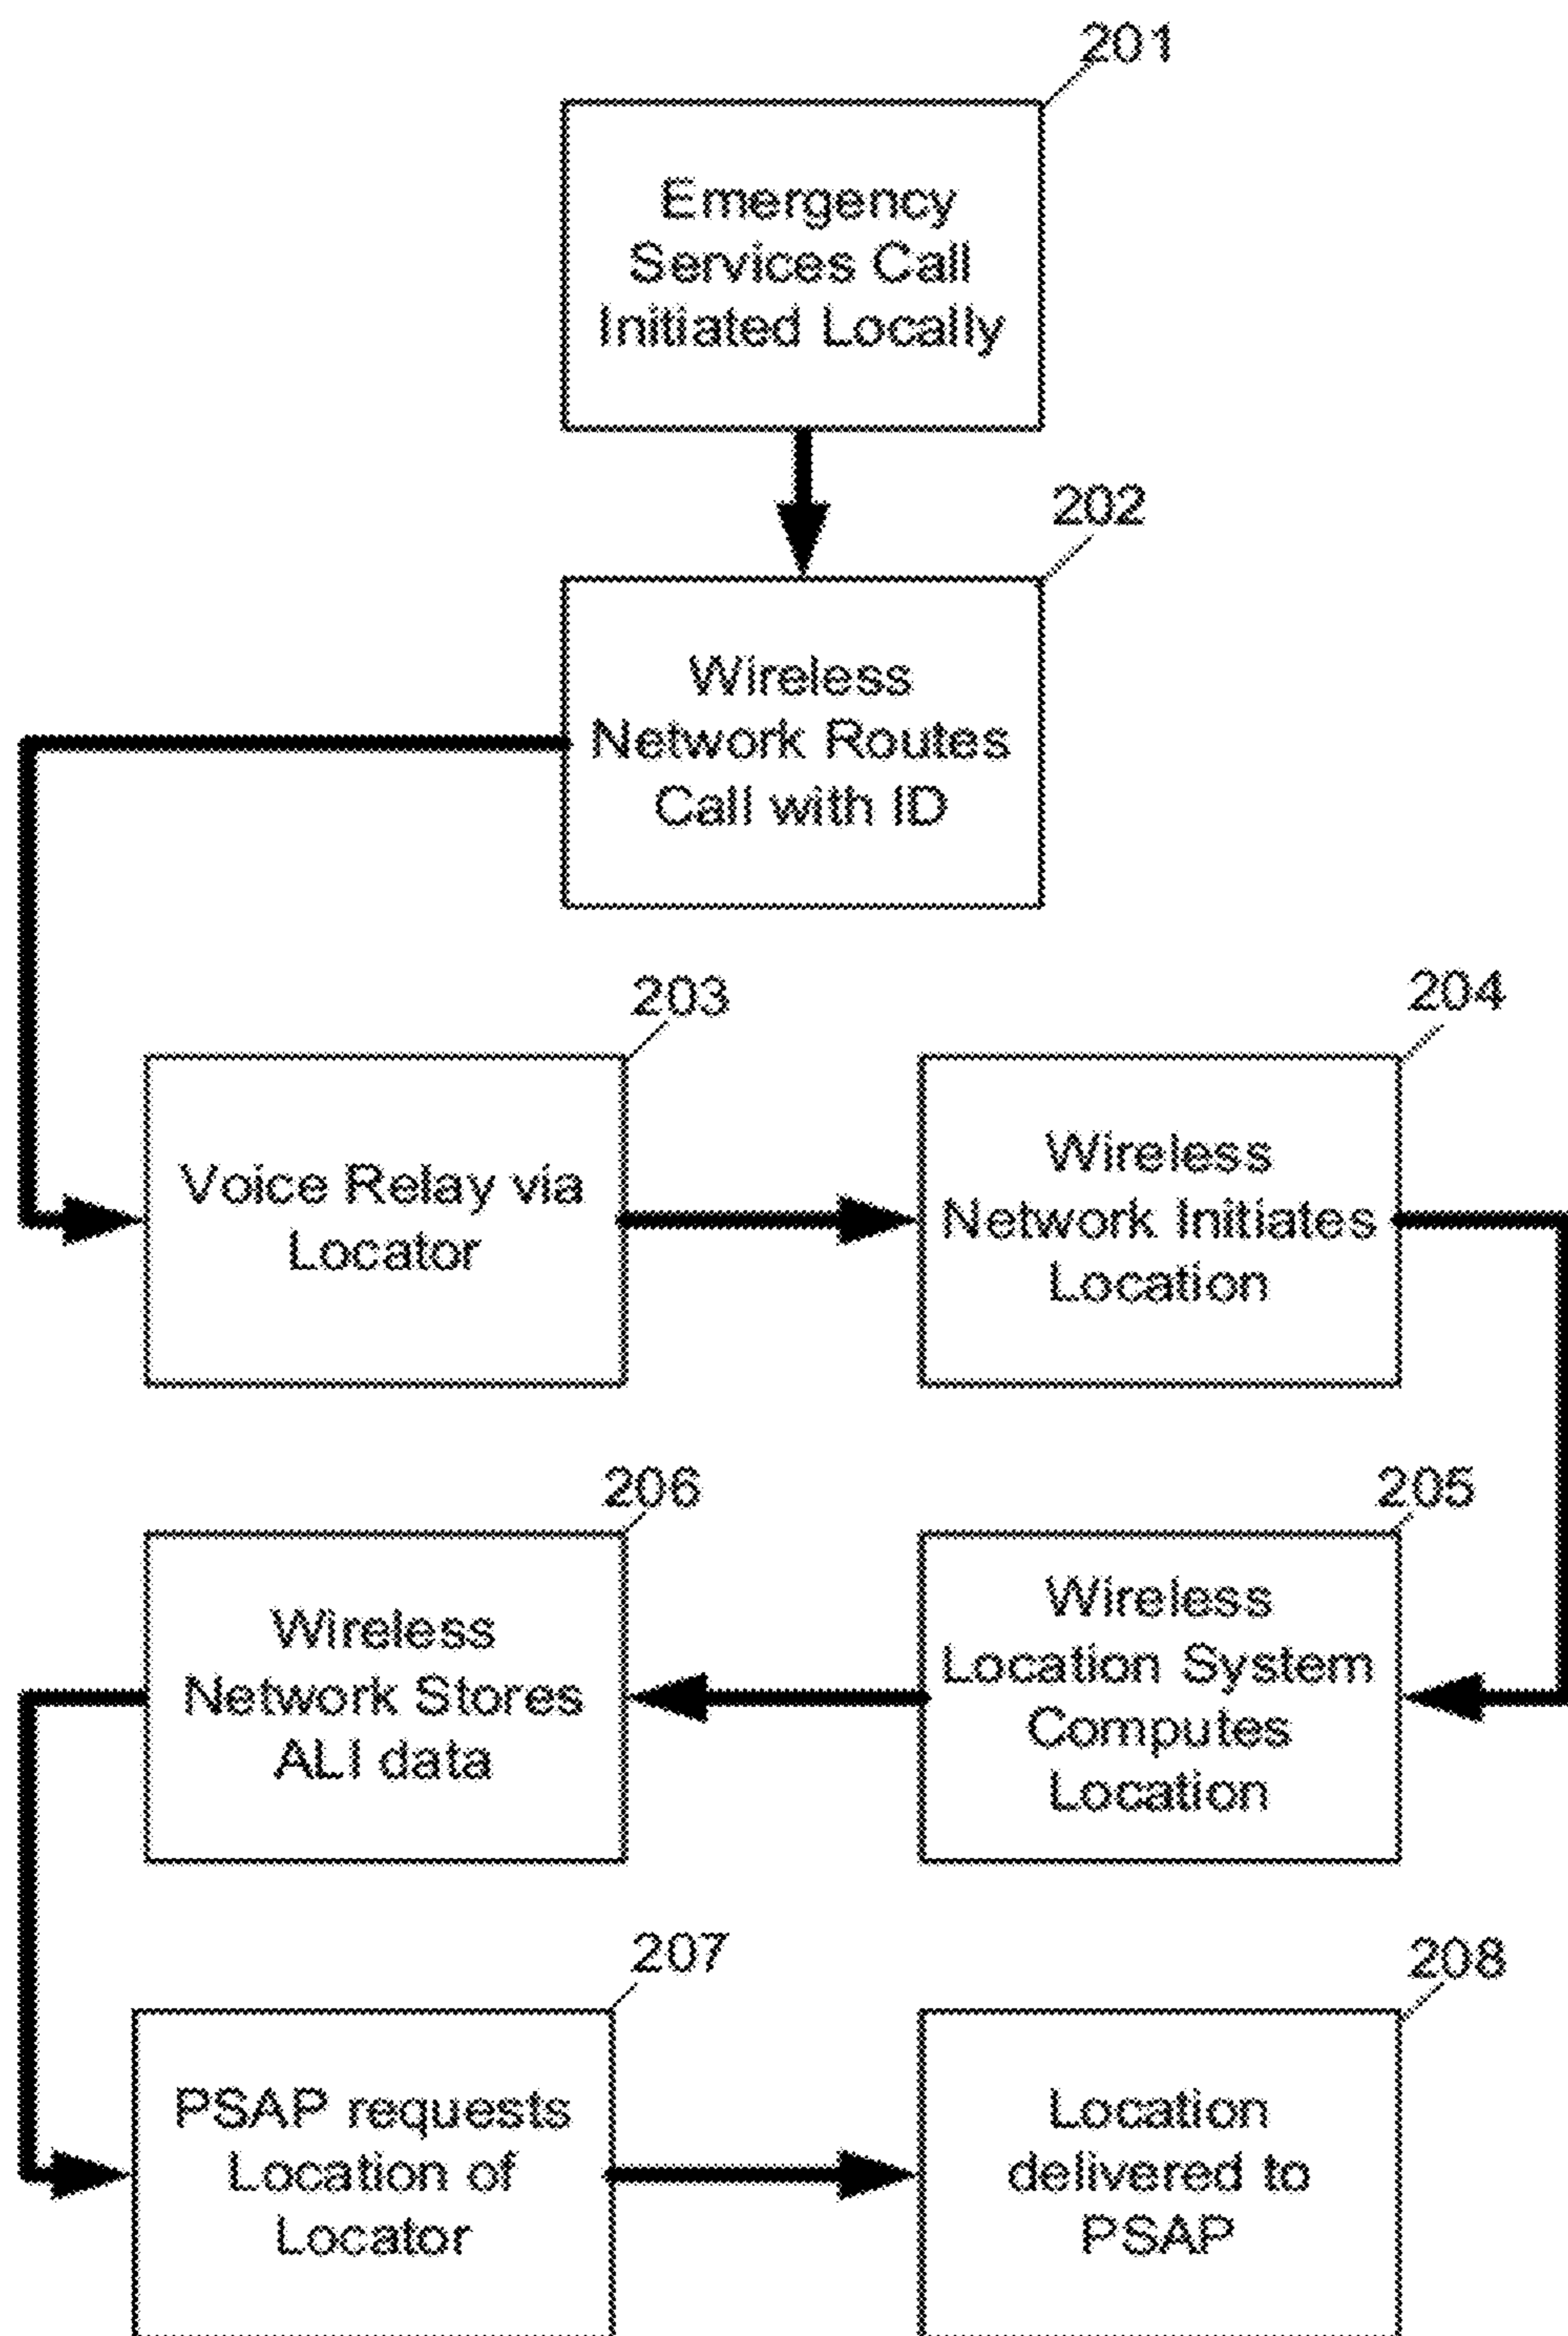 201
Emergency
Services Call
Initiated Locally
202
Wireless
Network Routes
Call with ID
203
Voice Relay via
Locator
204
Wireless
Network Initiates
Location
205
Wireless
Location System
Computes
Location
206
Wireless
Network Stores
ALI data
207
PSAP requests
Location of
Locator
208
Location
delivered to
PSAP